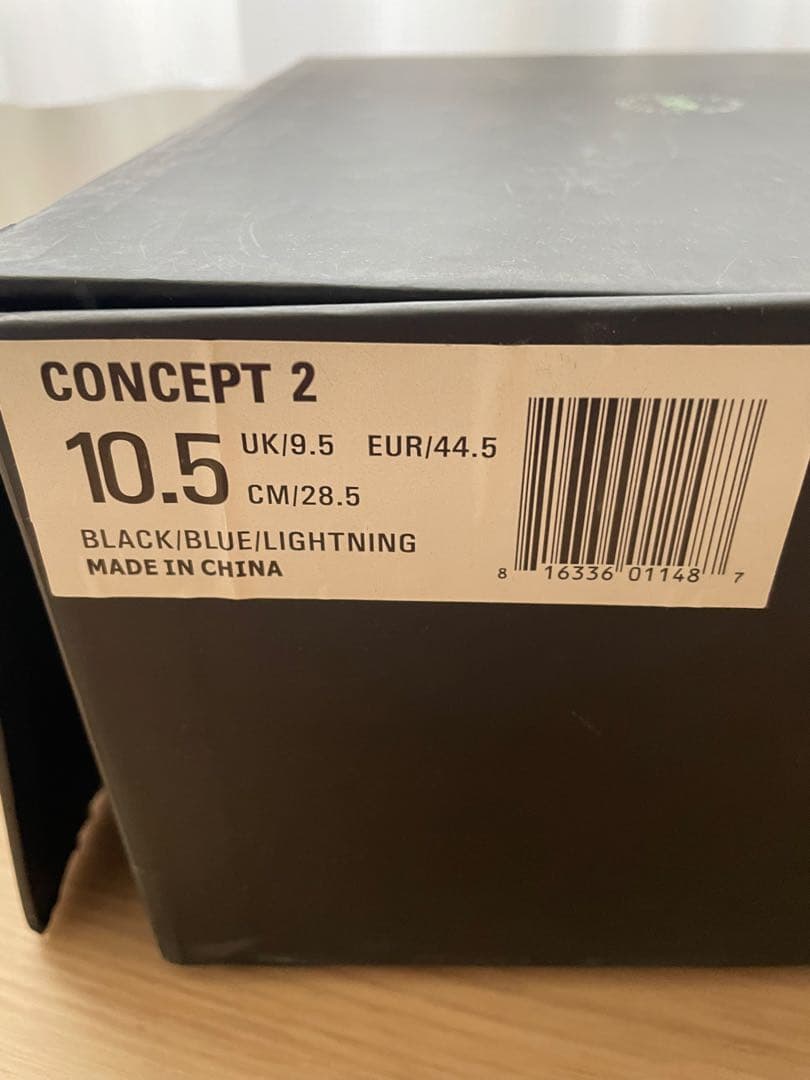 CONCEPT 2
10.5 UK/9.5 EUR/44.5
CM/28.5
BLACK/BLUE/LIGHTNING
MADE IN CHINA
8 16336 01148 7